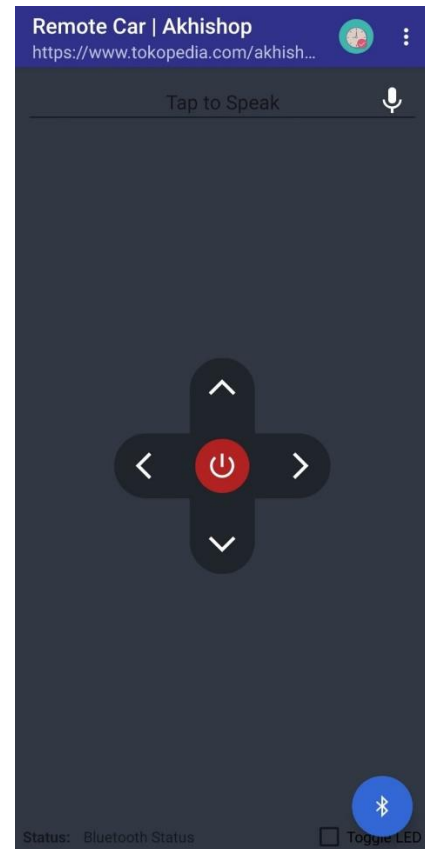 Remote Car | Akhishop
https://www.tokopedia.com/akhish...
Tap to Speak
Status: Bluetooth Status
Toggle LED